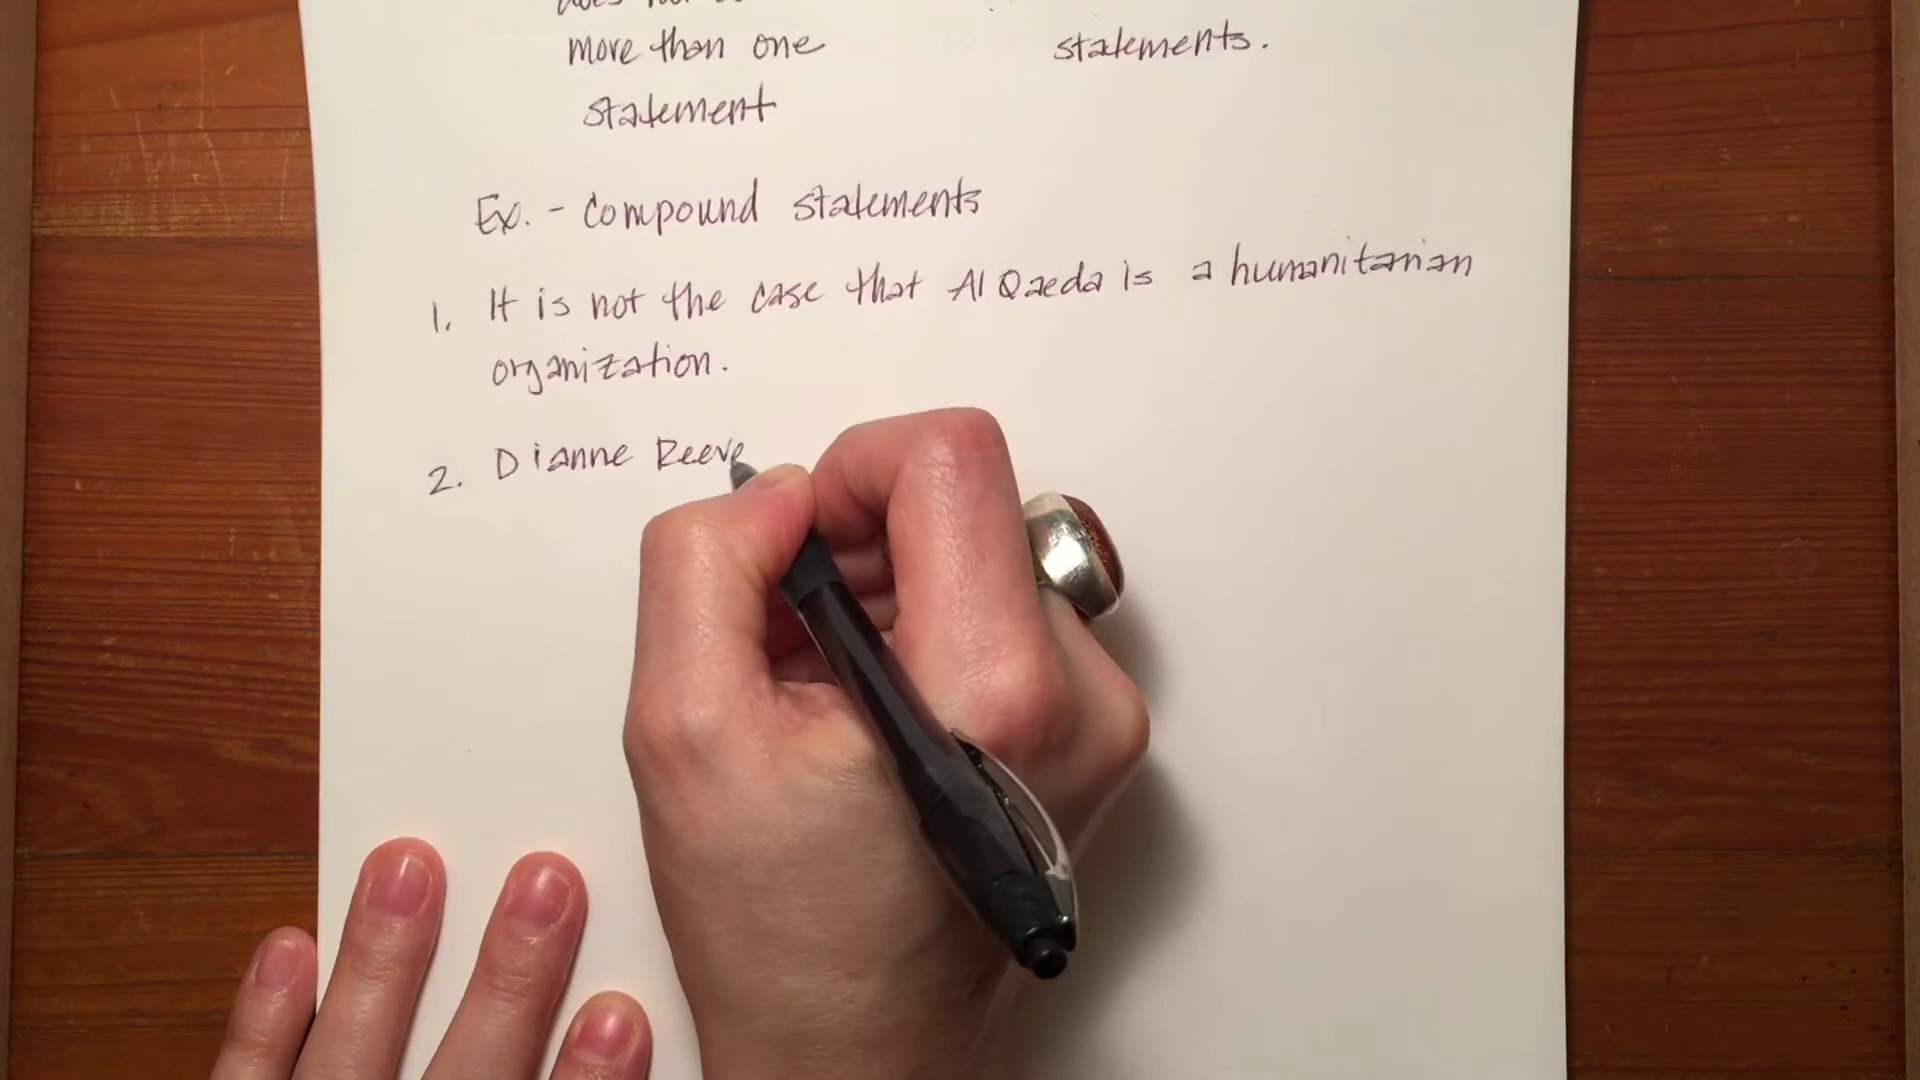 more than one
statements.
statement
Ex. - Compound statements
1. It is not the case that Al Qaeda is a humanitarian
organization.
2. Dianne Reeve